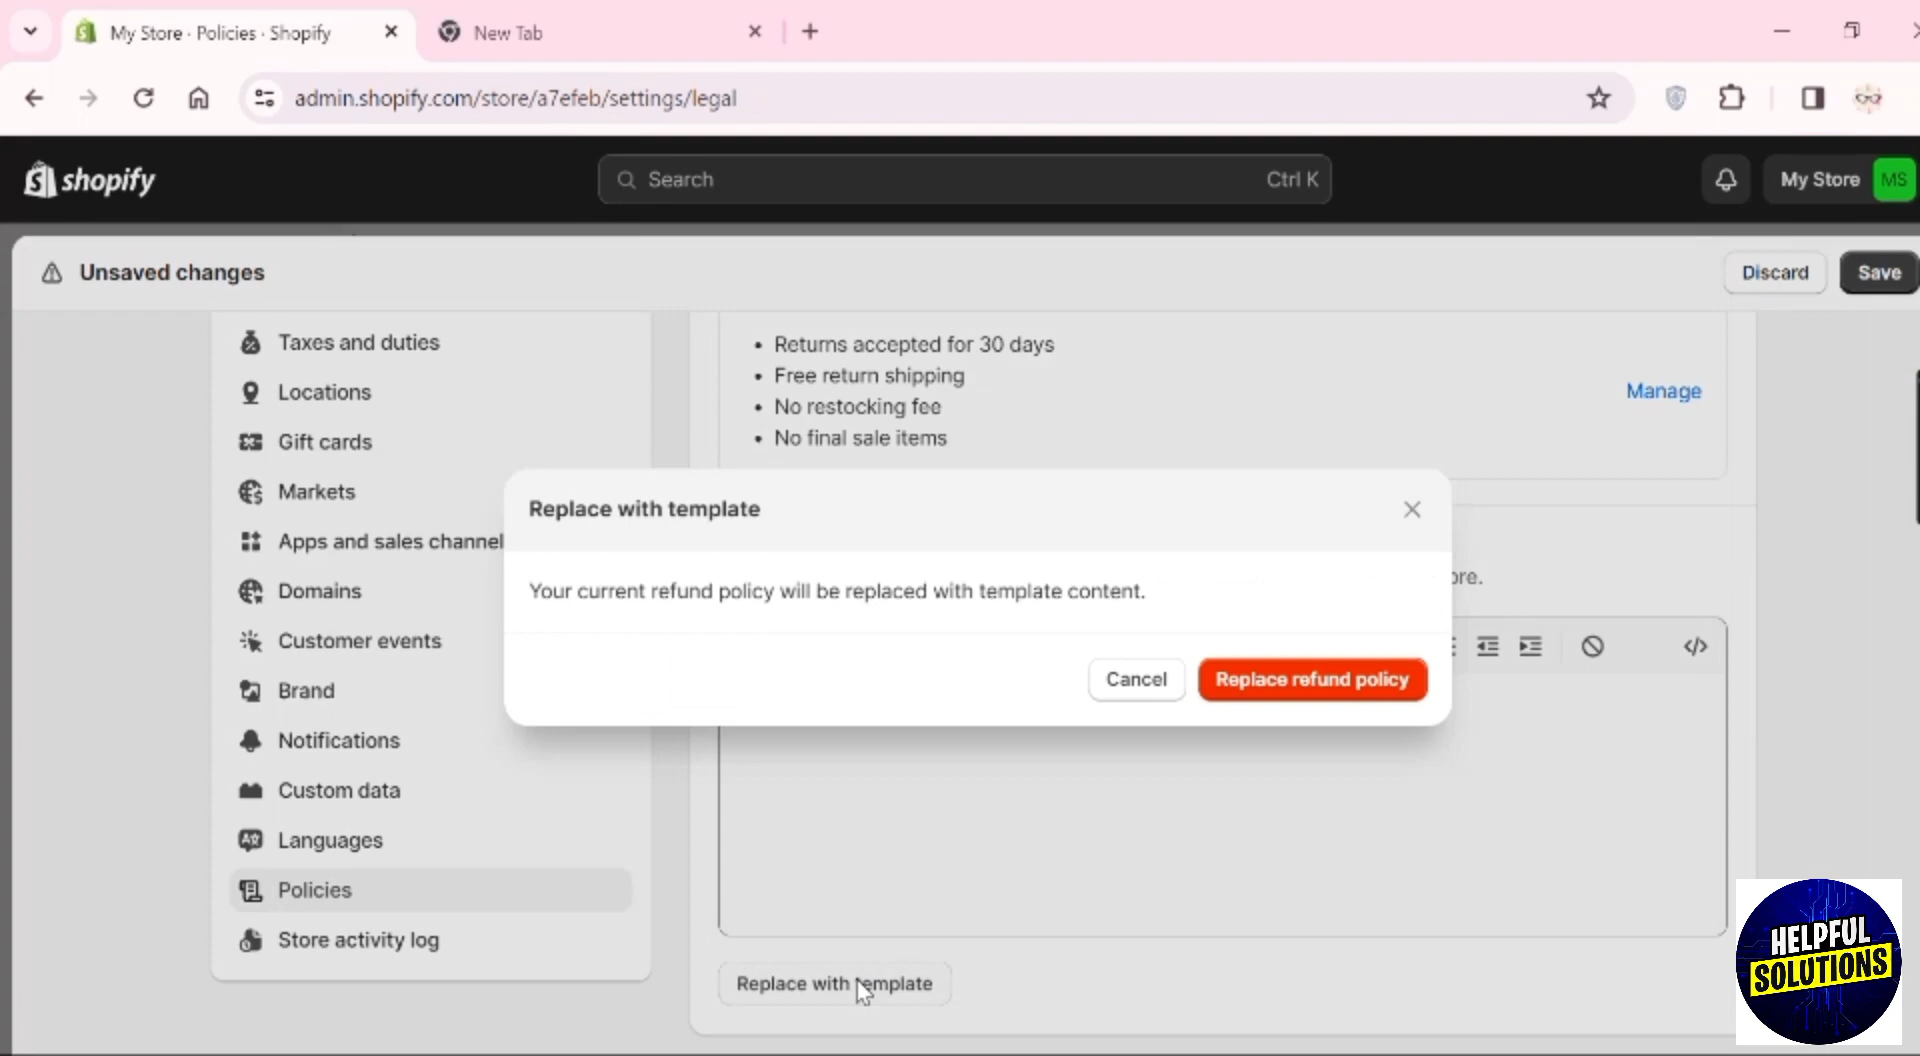 My Store · Policies · Shopify
New Tab
admin.shopify.com/store/a7efeb/settings/legal
shopify
Search
Ctrl K
My Store
MS
Unsaved changes
Discard
Save
Taxes and duties
Locations
Gift cards
Markets
Apps and sales channel
Domains
Customer events
Brand
Notifications
Custom data
Languages
Policies
Store activity log
• Returns accepted for 30 days
• Free return shipping
• No restocking fee
• No final sale items
Manage
Replace with template
Your current refund policy will be replaced with template content.
Cancel
Replace refund policy
ore.
Replace with template
HELPFUL
SOLUTIONS